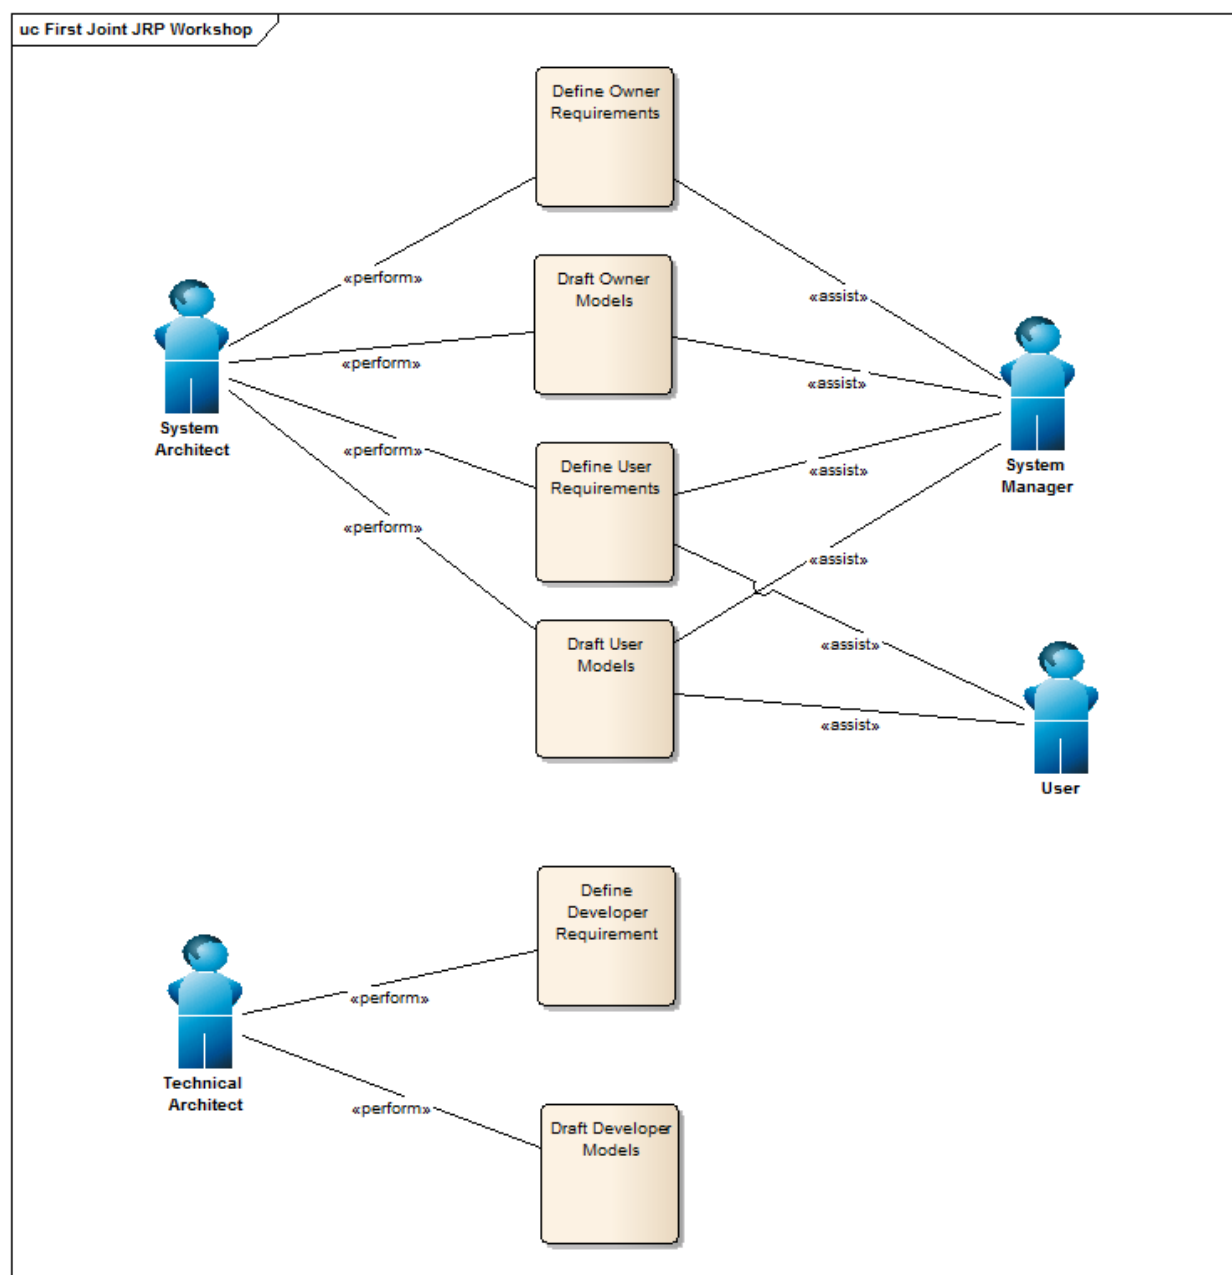 uc First Joint JRP Workshop
Define Owner
Requirements
«perform»
«assist»
Draft Owner
Models
«perform»
«assist»
System
Architect
Define User
Requirements
«perform»
«assist»
System
Manager
«perform»
«assist»
Draft User
Models
«assist»
«assist»
User
Define
Developer
Requirement
«perform»
Technical
Architect
«perform»
Draft Developer
Models